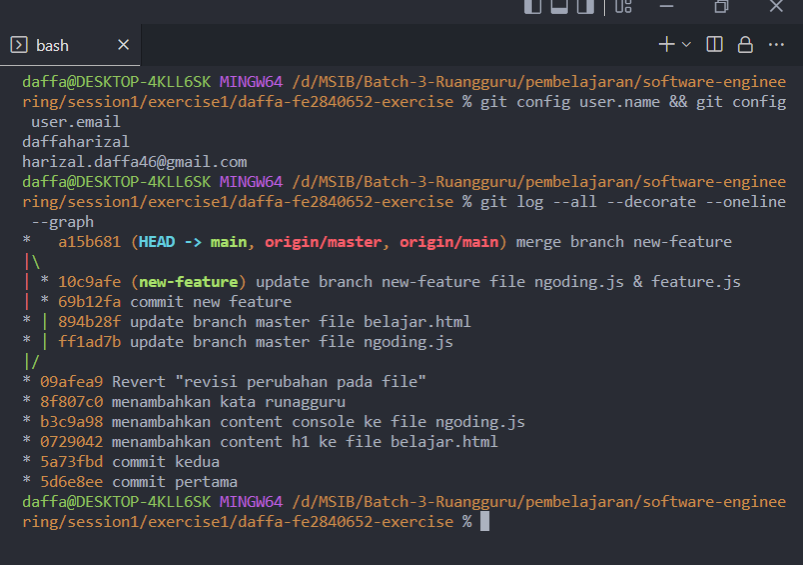 bash
daffa@DESKTOP-4KLL6SK MINGW64 /d/MSIB/Batch-3-Ruangguru/pembelajaran/software-enginee
ring/session1/exercise1/daffa-fe2840652-exercise % git config user.name && git config
user.email
daffaharizal
harizal.daffa46@gmail.com
daffa@DESKTOP-4KLL6SK MINGW64 /d/MSIB/Batch-3-Ruangguru/pembelajaran/software-enginee
ring/session1/exercise1/daffa-fe2840652-exercise % git log --all --decorate --oneline
--graph
*   a15b681 (HEAD -> main, origin/master, origin/main) merge branch new-feature
|\
| * 10c9afe (new-feature) update branch new-feature file ngoding.js & feature.js
| * 69b12fa commit new feature
* | 894b28f update branch master file belajar.html
* | ff1ad7b update branch master file ngoding.js
|/
* 09afea9 Revert "revisi perubahan pada file"
* 8f807c0 menambahkan kata runagguru
* b3c9a98 menambahkan content console ke file ngoding.js
* 0729042 menambahkan content h1 ke file belajar.html
* 5a73fbd commit kedua
* 5d6e8ee commit pertama
daffa@DESKTOP-4KLL6SK MINGW64 /d/MSIB/Batch-3-Ruangguru/pembelajaran/software-enginee
ring/session1/exercise1/daffa-fe2840652-exercise %